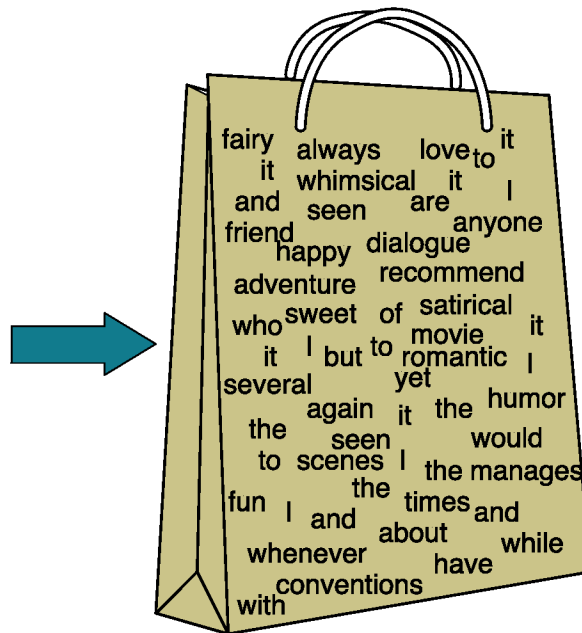 fairy always love to it
it whimsical it I
and seen are anyone
friend happy dialogue
adventure recommend
who sweet of satirical it
it I but to movie romantic I
several yet
again it the humor
the seen would
to scenes I the manages
fun I and the times and
whenever about have while
with conventions